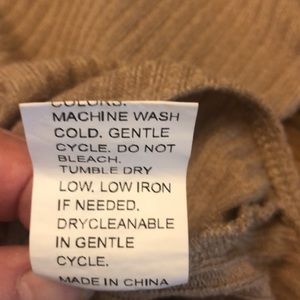 COLORS.
MACHINE WASH
COLD. GENTLE
CYCLE. DO NOT
BLEACH.
TUMBLE DRY
LOW, LOW IRON
IF NEEDED.
DRYCLEANABLE
IN GENTLE
CYCLE.
MADE IN CHINA